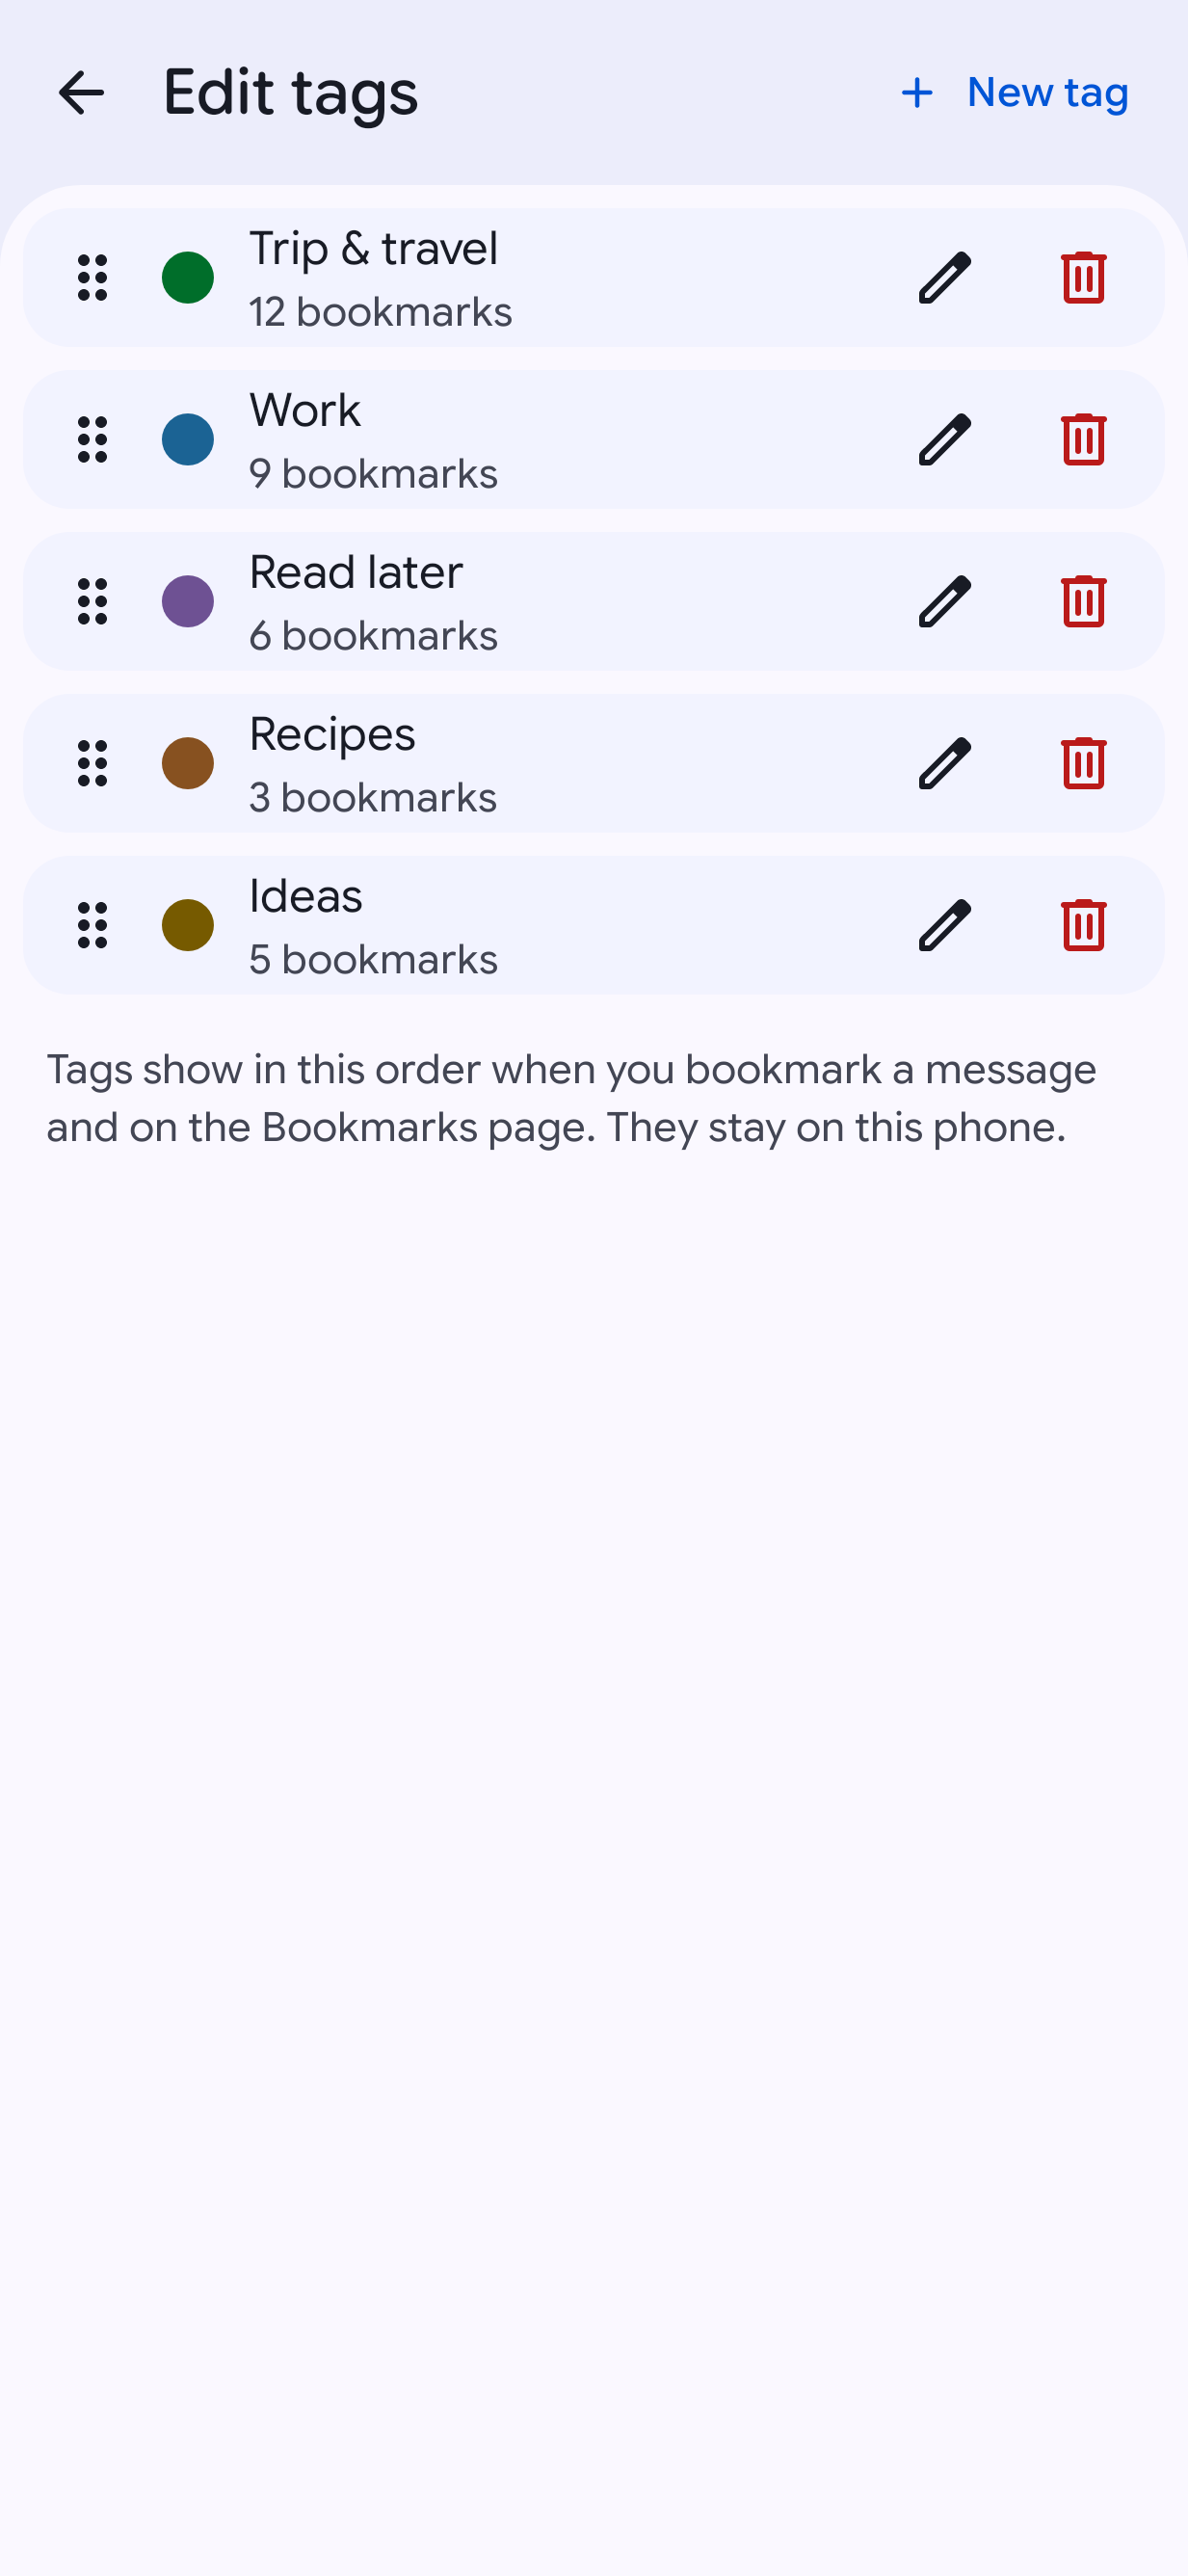 Edit tags
New tag
Trip & travel
12 bookmarks
Work
9 bookmarks
Read later
6 bookmarks
Recipes
3 bookmarks
Ideas
5 bookmarks
Tags show in this order when you bookmark a message
and on the Bookmarks page. They stay on this phone.